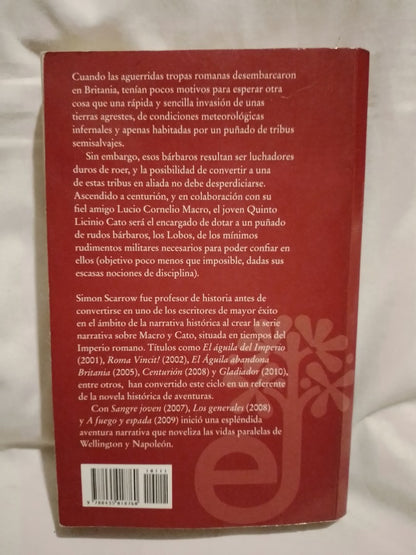 Cuando las aguerridas tropas romanas desembarcaron
en Britania, tenían pocos motivos para esperar otra
cosa que una rápida y sencilla invasión de unas
tierras agrestes, de condiciones meteorológicas
infernales y apenas habitadas por un puñado de tribus
semisalvajes.
Sin embargo, esos bárbaros resultan ser luchadores
duros de roer, y la posibilidad de convertir a una
de estas tribus en aliada no debe desperdiciarse.
Ascendido a centurión, y en colaboración con su
fiel amigo Lucio Cornelio Macro, el joven Quinto
Licinio Cato será el encargado de dotar a un puñado
de rudos bárbaros, los Lobos, de los mínimos
rudimentos militares necesarios para poder confiar en
ellos (objetivo poco menos que imposible, dadas sus
escasas nociones de disciplina).
Simon Scarrow fue profesor de historia antes de
convertirse en uno de los escritores de mayor éxito
en el ámbito de la narrativa histórica al crear la serie
narrativa sobre Macro y Cato, situada en tiempos del
Imperio romano. Títulos como El águila del Imperio
(2001), Roma Vincit! (2002), El Águila abandona
Britania (2005), Centurión (2008) y Gladiador (2010),
entre otros, han convertido este ciclo en un referente
de la novela histórica de aventuras.
Con Sangre joven (2007), Los generales (2008)
y A fuego y espada (2009) inició una espléndida
aventura narrativa que noveliza las vidas paralelas de
Wellington y Napoleón.
10111
9 788435 018760